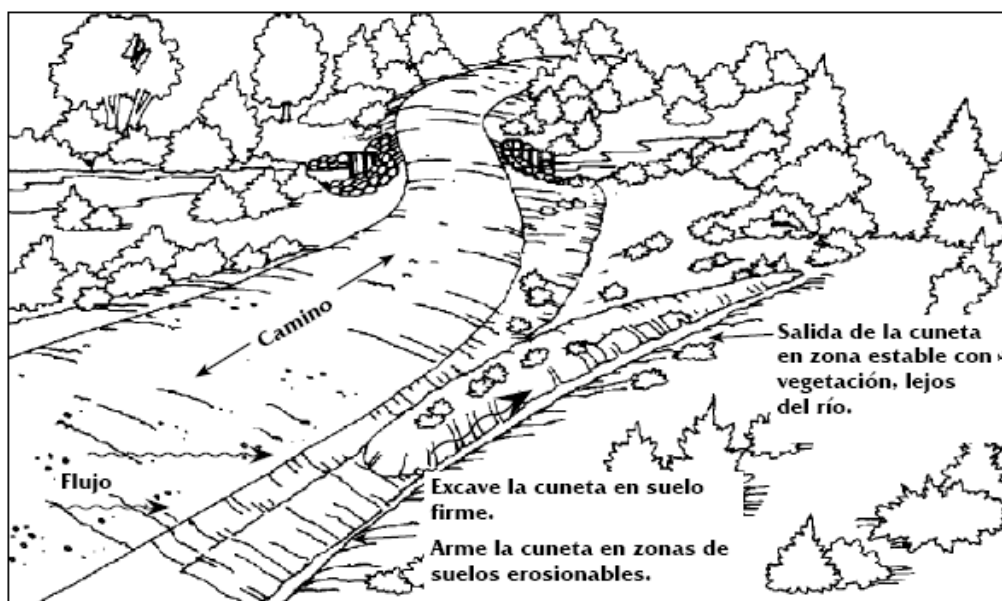 Camino
Salida de la cuneta
en zona estable con
vegetación, lejos
del río.
Flujo
Excave la cuneta en suelo
firme.
Arme la cuneta en zonas de
suelos erosionables.